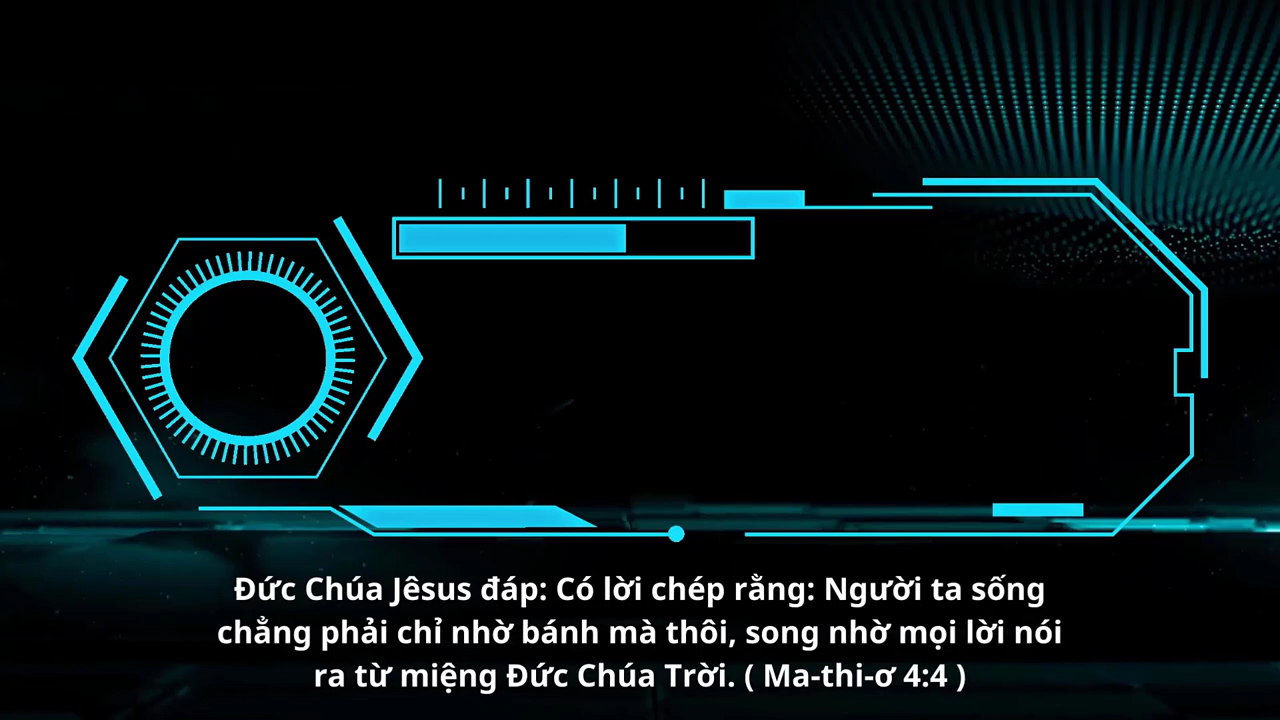 Đức Chúa Jêsus đáp: Có lời chép rằng: Người ta sống
chẳng phải chỉ nhờ bánh mà thôi, song nhờ mọi lời nói
ra từ miệng Đức Chúa Trời. ( Ma-thi-ơ 4:4 )